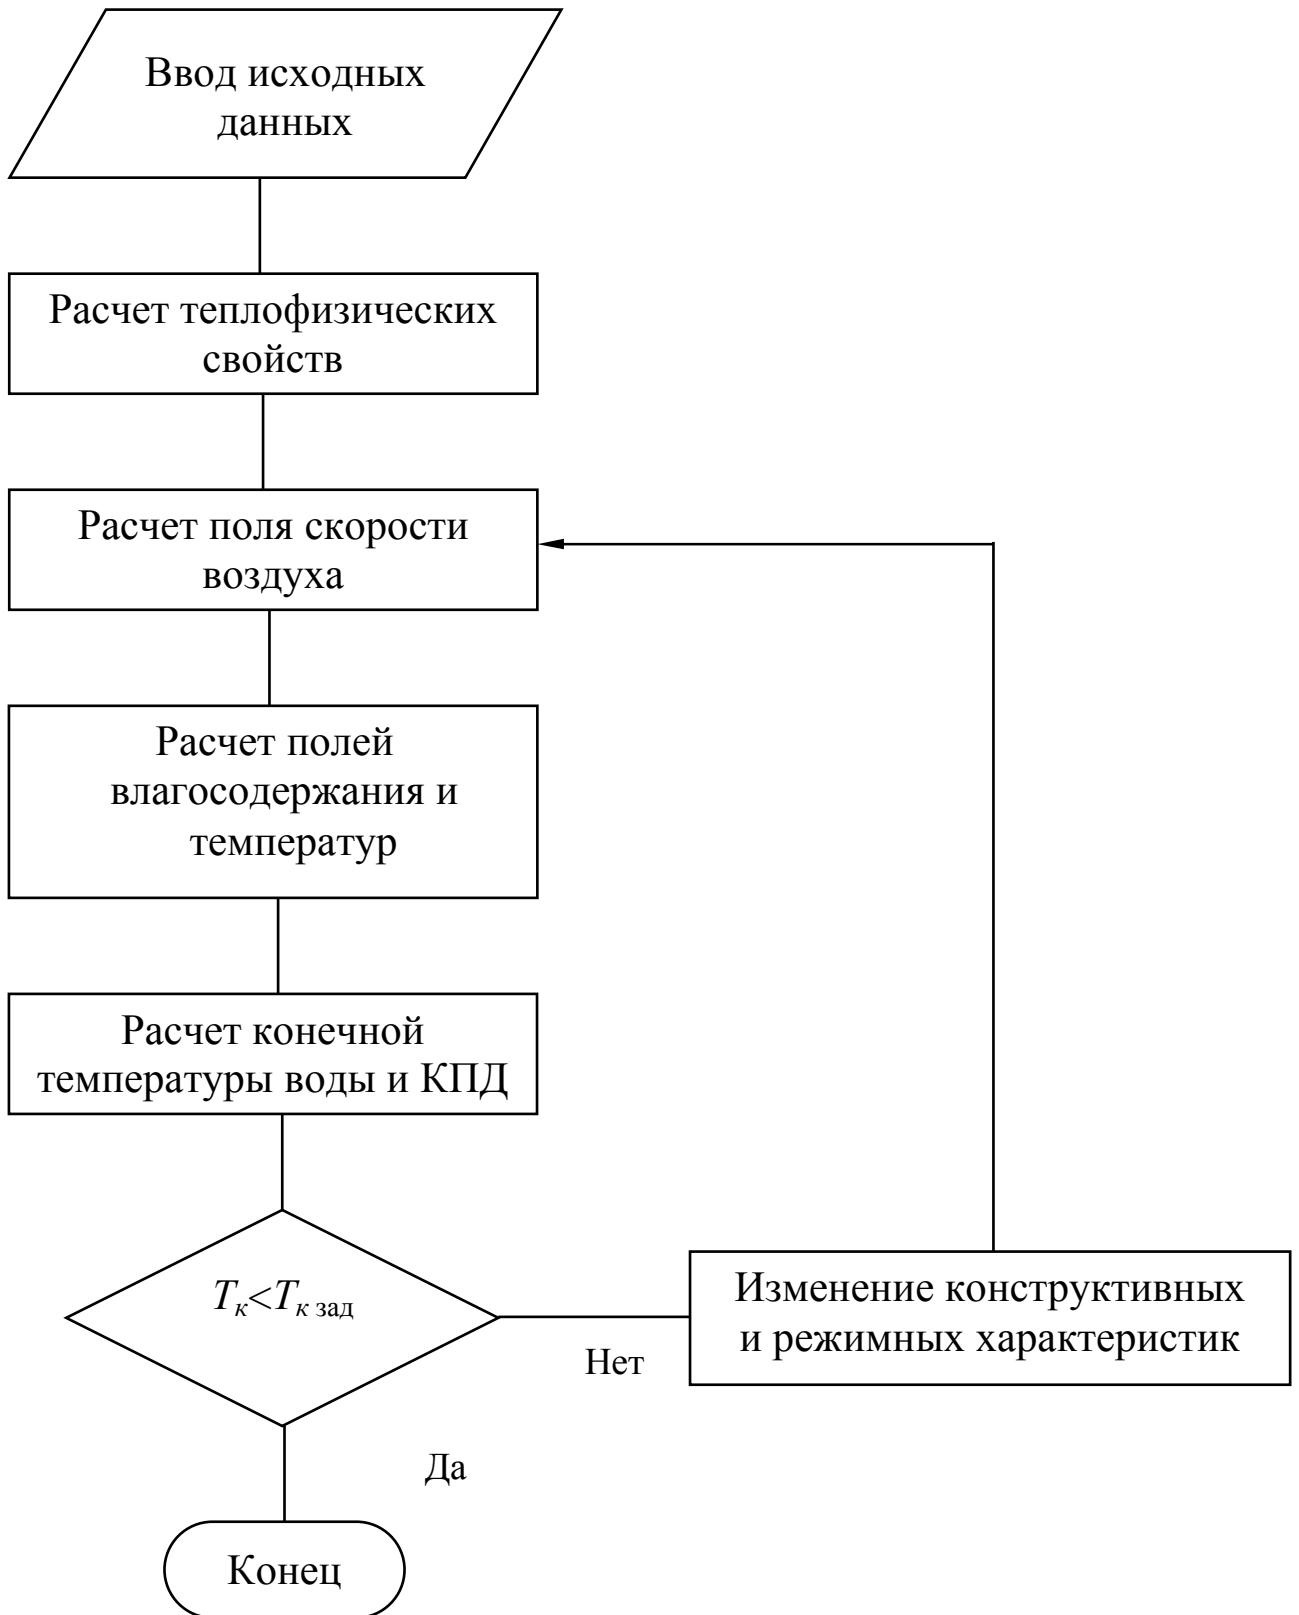 Ввод исходных
данных
Расчет теплофизических
свойств
Расчет поля скорости
воздуха
Расчет полей
влагосодержания и
температур
Расчет конечной
температуры воды и КПД
Tк<Tк зад
Нет
Изменение конструктивных
и режимных характеристик
Да
Конец